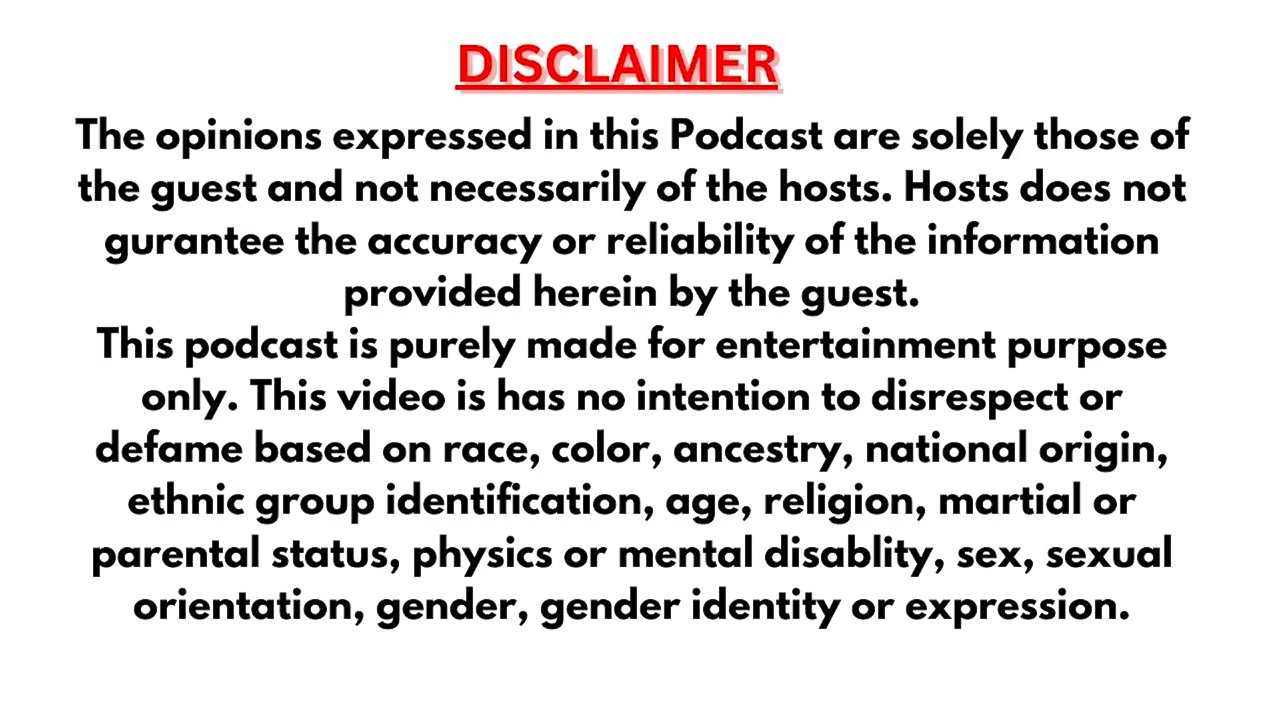 DISCLAIMER
The opinions expressed in this Podcast are solely those of
the guest and not necessarily of the hosts. Hosts does not
gurantee the accuracy or reliability of the information
provided herein by the guest.
This podcast is purely made for entertainment purpose
only. This video is has no intention to disrespect or
defame based on race, color, ancestry, national origin,
ethnic group identification, age, religion, martial or
parental status, physics or mental disablity, sex, sexual
orientation, gender, gender identity or expression.